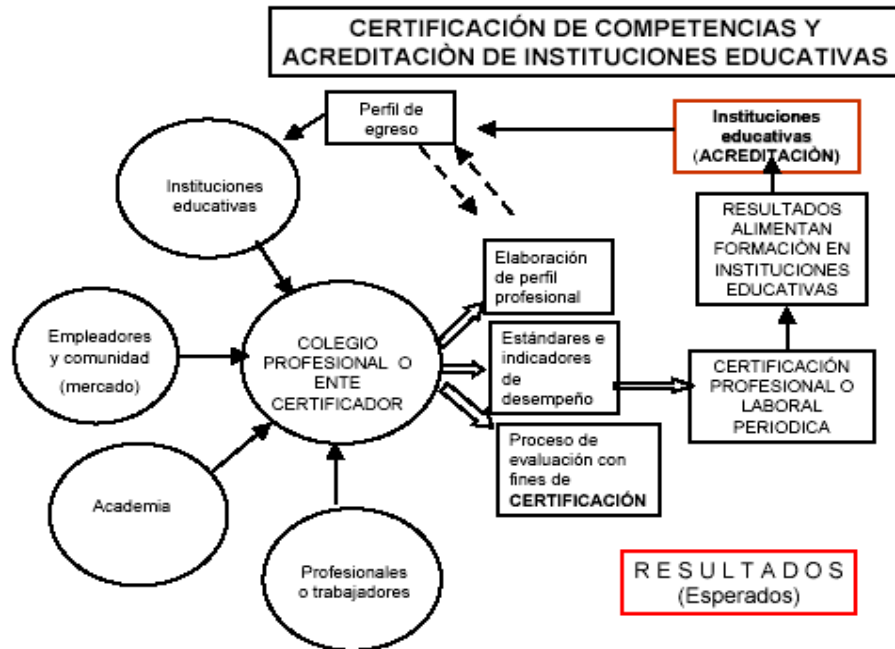 CERTIFICACIÓN DE COMPETENCIAS Y
ACREDITACIÒN DE INSTITUCIONES EDUCATIVAS
Perfil de
egreso
Instituciones
educativas
(ACREDITACIÒN)
Instituciones
educativas
RESULTADOS
ALIMENTAN
FORMACIÒN EN
INSTITUCIONES
EDUCATIVAS
Elaboración
de perfil
profesional
Empleadores
y comunidad
(mercado)
COLEGIO
PROFESIONAL O
ENTE
CERTIFICADOR
Estándares e
indicadores
de
desempeño
CERTIFICACIÓN
PROFESIONAL O
LABORAL
PERIODICA
Proceso de
evaluación con
fines de
CERTIFICACIÓN
Academia
Profesionales
o trabajadores
R E S U L T A D O S
(Esperados)